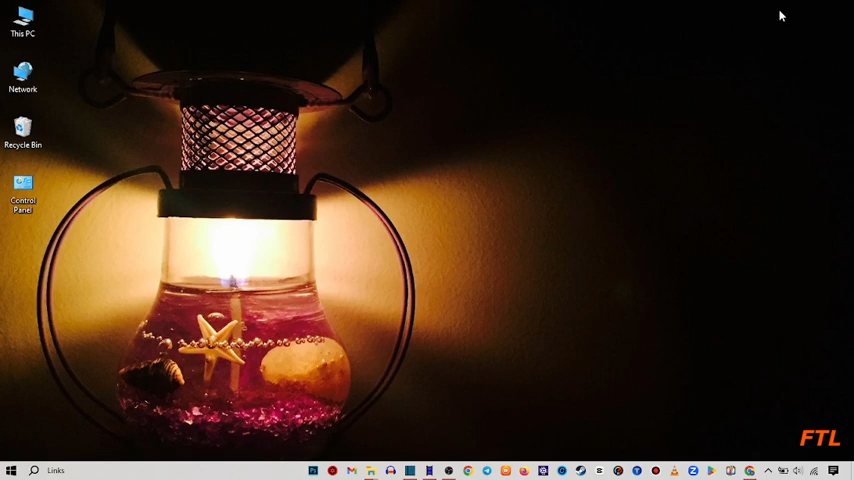 This PC
Network
Recycle Bin
Control
Panel
FTL
Links